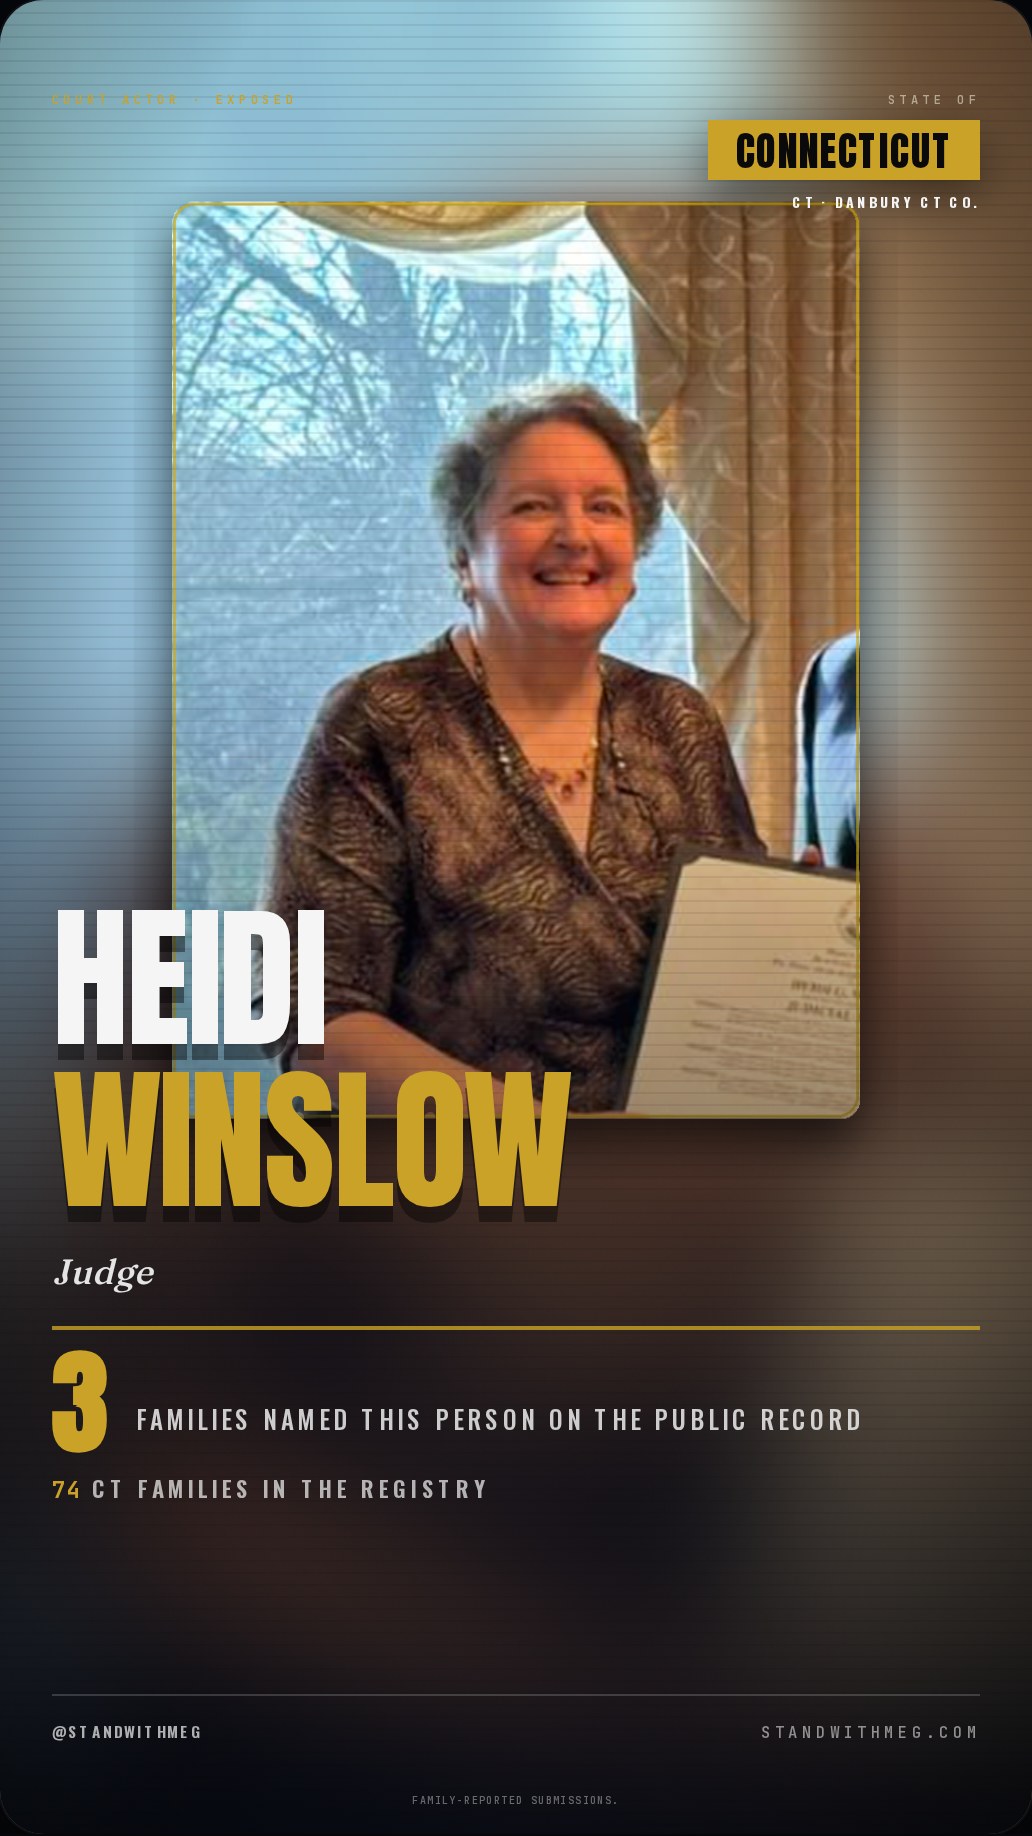 COURT ACTOR · EXPOSED
STATE OF
CONNECTICUT
CT · DANBURY CT CO.
HEIDI
WINSLOW
Judge
3 FAMILIES NAMED THIS PERSON ON THE PUBLIC RECORD
74 CT FAMILIES IN THE REGISTRY
@STANDWITHMEG
STANDWITHMEG.COM
FAMILY-REPORTED SUBMISSIONS.